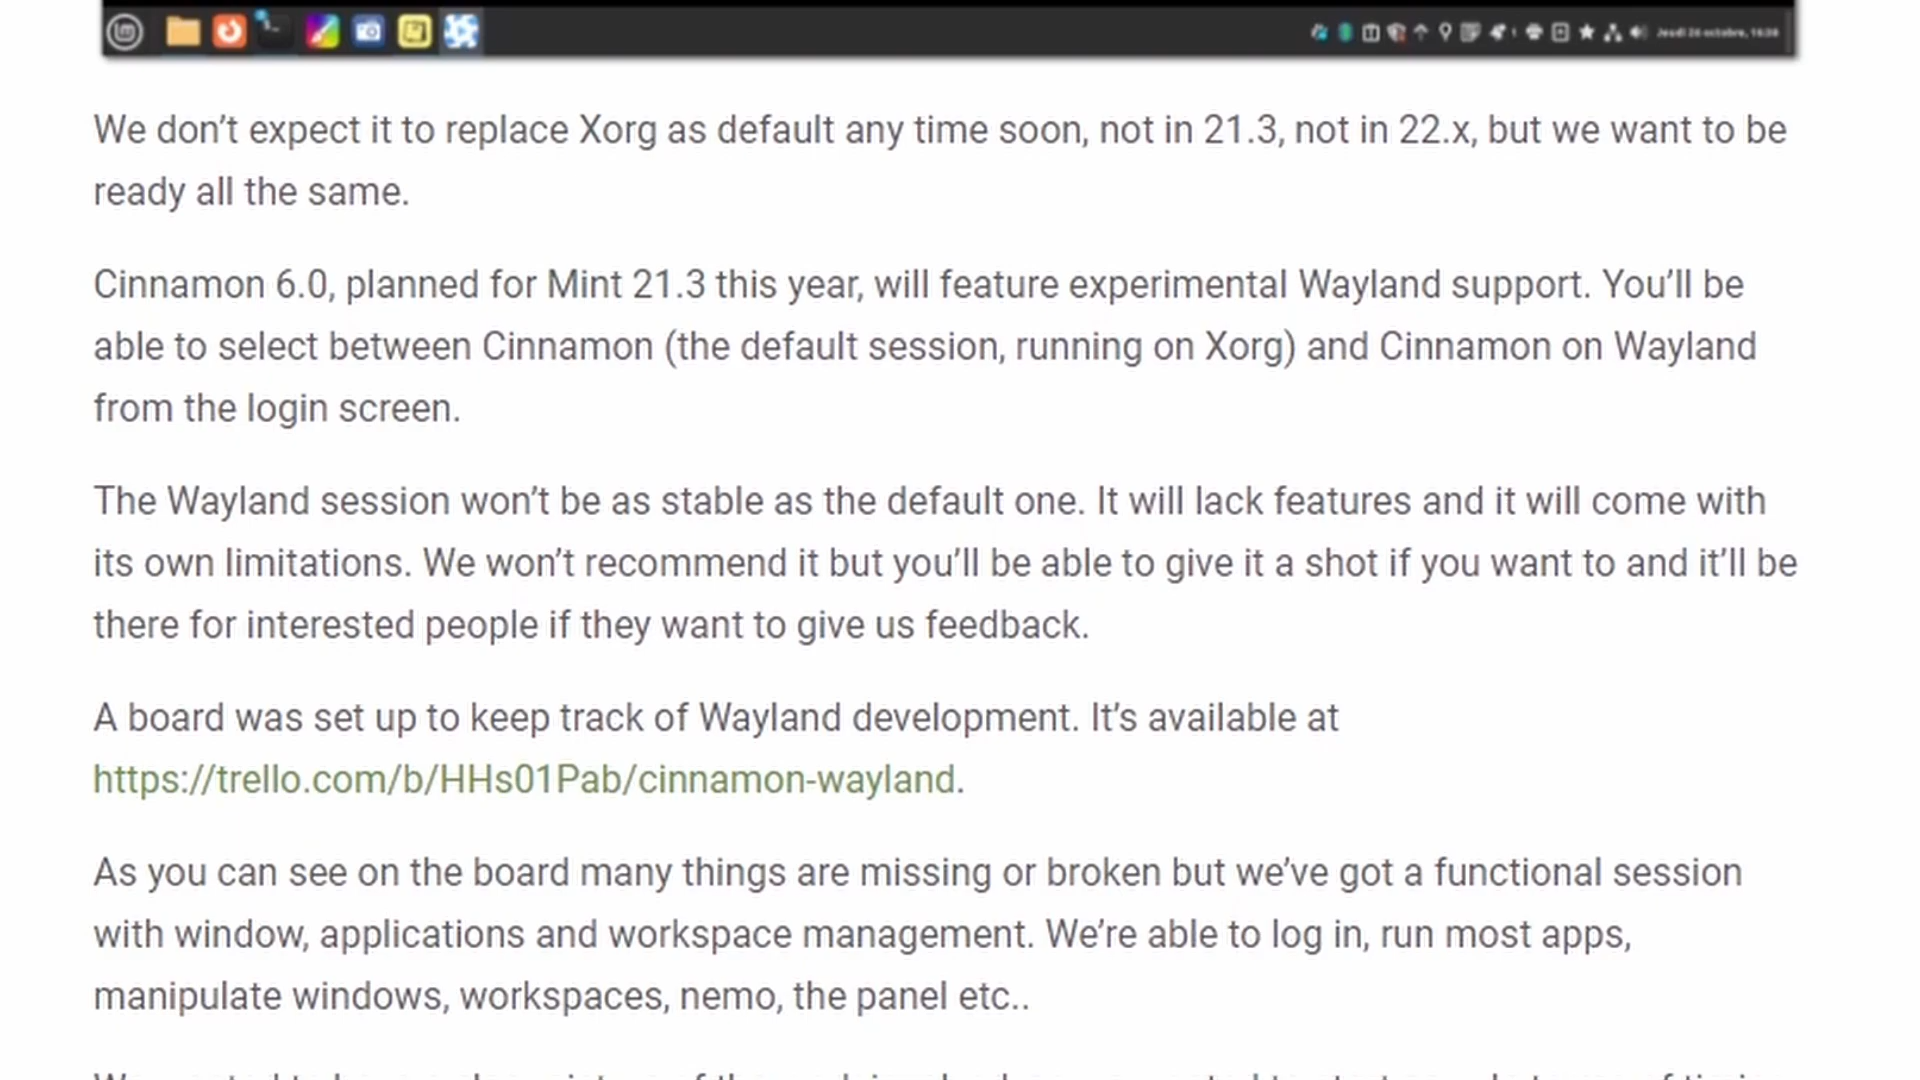 We don’t expect it to replace Xorg as default any time soon, not in 21.3, not in 22.x, but we want to be
ready all the same.
Cinnamon 6.0, planned for Mint 21.3 this year, will feature experimental Wayland support. You’ll be
able to select between Cinnamon (the default session, running on Xorg) and Cinnamon on Wayland
from the login screen.
The Wayland session won’t be as stable as the default one. It will lack features and it will come with
its own limitations. We won’t recommend it but you’ll be able to give it a shot if you want to and it’ll be
there for interested people if they want to give us feedback.
A board was set up to keep track of Wayland development. It’s available at
https://trello.com/b/HHs01Pab/cinnamon-wayland.
As you can see on the board many things are missing or broken but we’ve got a functional session
with window, applications and workspace management. We’re able to log in, run most apps,
manipulate windows, workspaces, nemo, the panel etc..